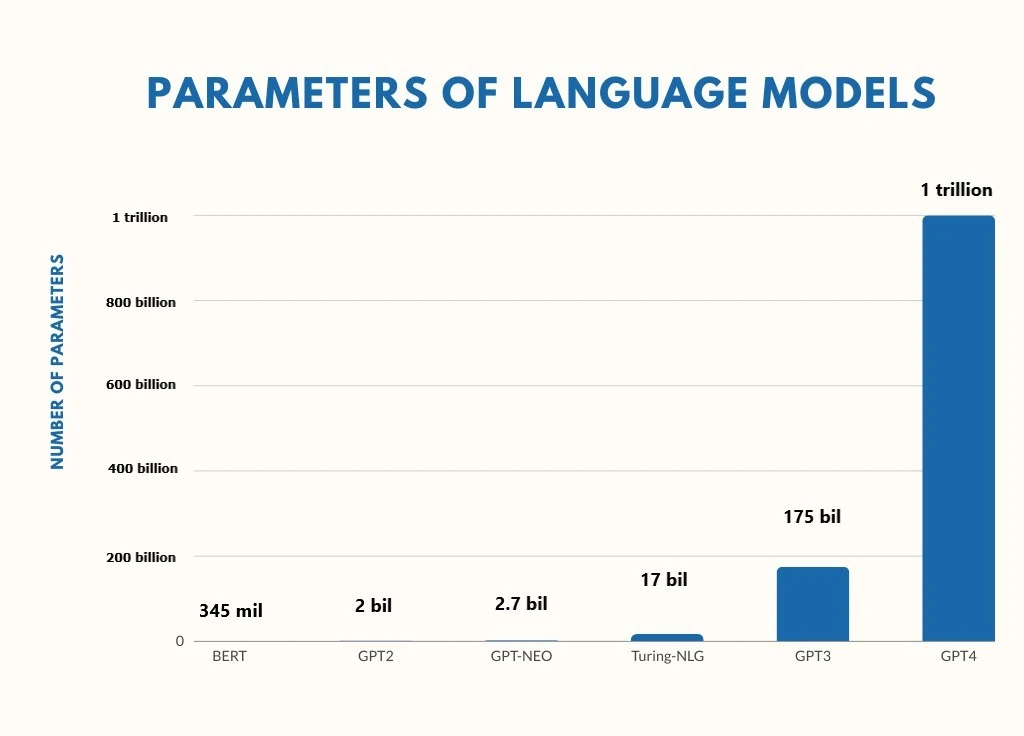 PARAMETERS OF LANGUAGE MODELS
NUMBER OF PARAMETERS
1 trillion
800 billion
600 billion
400 billion
200 billion
0
345 mil
2 bil
2.7 bil
17 bil
175 bil
1 trillion
BERT
GPT2
GPT-NEO
Turing-NLG
GPT3
GPT4